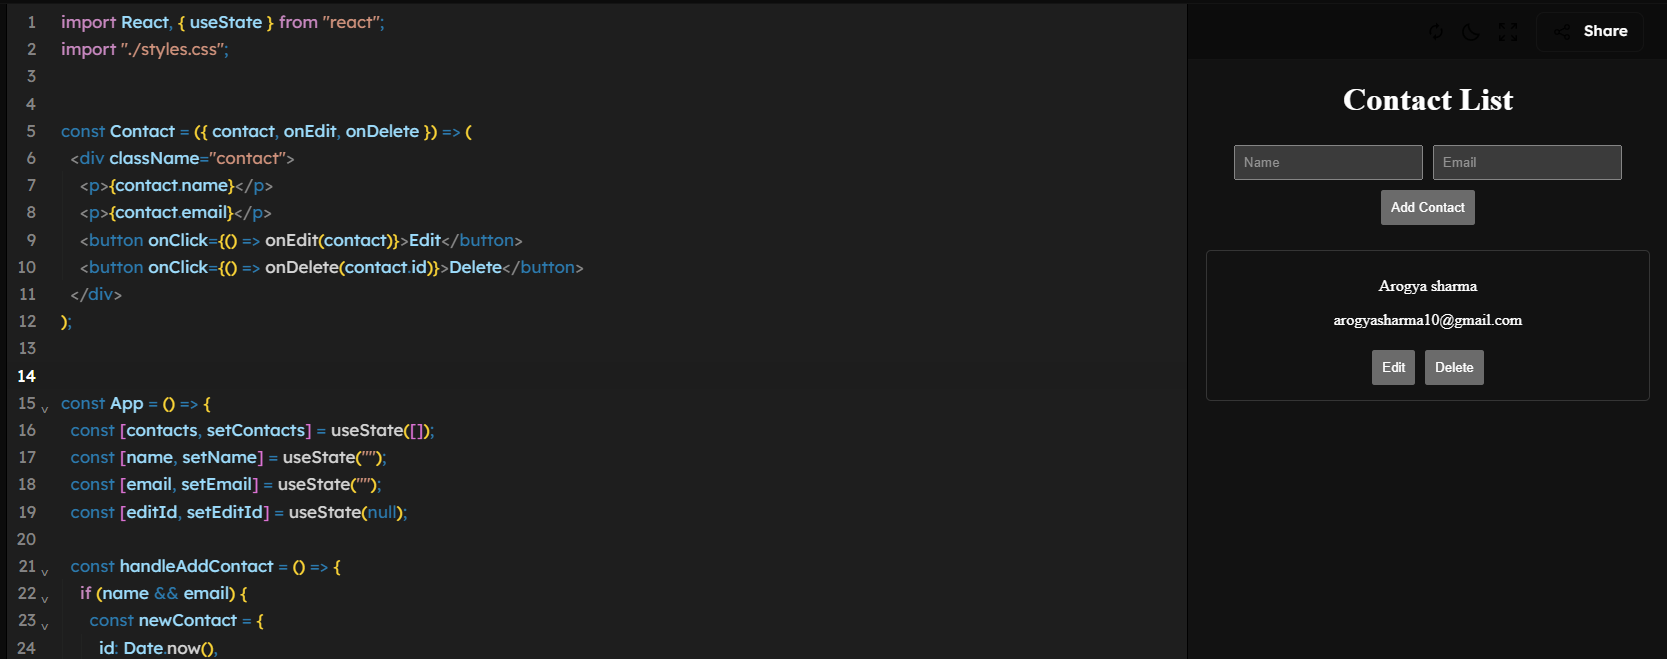 1 import React, { useState } from "react";
2 import "./styles.css";
3
4
5 const Contact = ({ contact, onEdit, onDelete }) => (
6 <div className="contact">
7 <p>{contact.name}</p>
8 <p>{contact.email}</p>
9 <button onClick={() => onEdit(contact)}>Edit</button>
10 <button onClick={() => onDelete(contact.id)}>Delete</button>
11 </div>
12 );
13
14
15 const App = () => {
16 const [contacts, setContacts] = useState([]);
17 const [name, setName] = useState("");
18 const [email, setEmail] = useState("");
19 const [editId, setEditId] = useState(null);
20
21 const handleAddContact = () => {
22 if (name && email) {
23 const newContact = {
24 id: Date.now(),
Share
Contact List
Name Email
Add Contact
Arogya sharma
arogyasharma10@gmail.com
Edit Delete